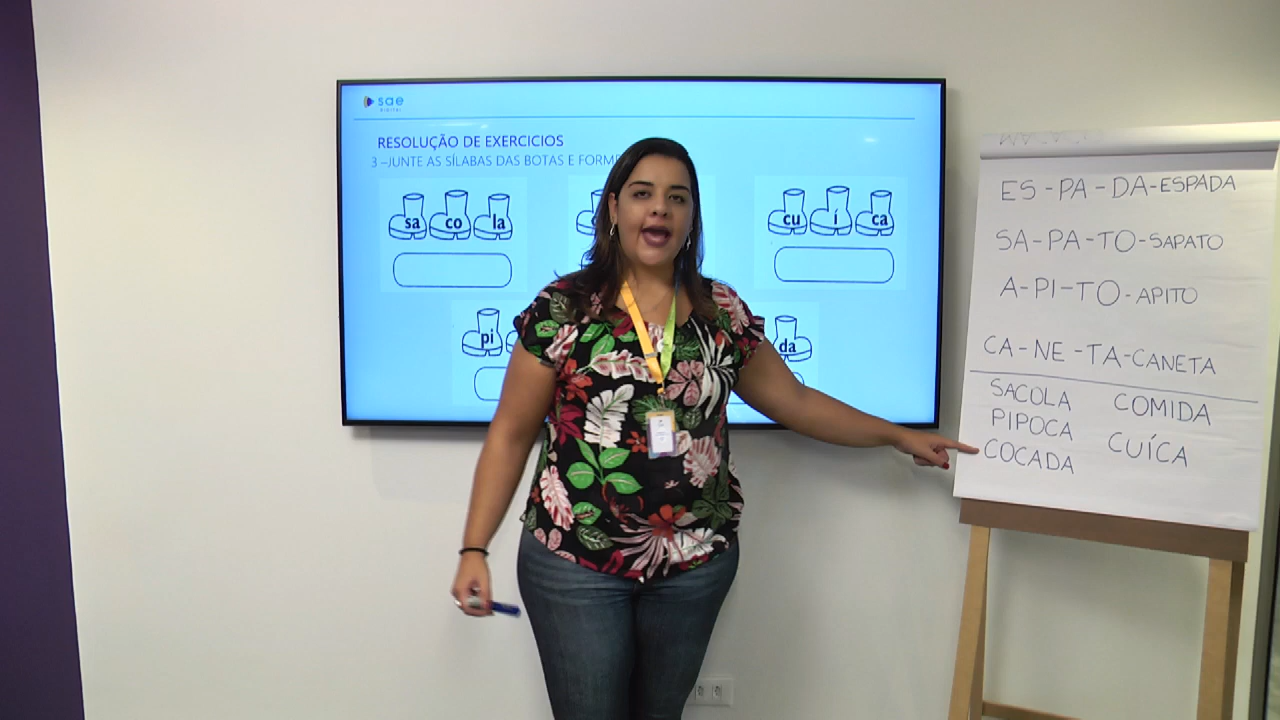 sae
DIGITAL
RESOLUÇÃO DE EXERCICIOS
3 –JUNTE AS SÍLABAS DAS BOTAS E
sa co la
cu í ca
pi
da
ES - PA - DA - ESPADA
SA - PA - TO - SAPATO
A - PI - TO - APITO
CA - NE - TA - CANETA
SACOLA COMIDA
PIPOCA CUÍCA
COCADA